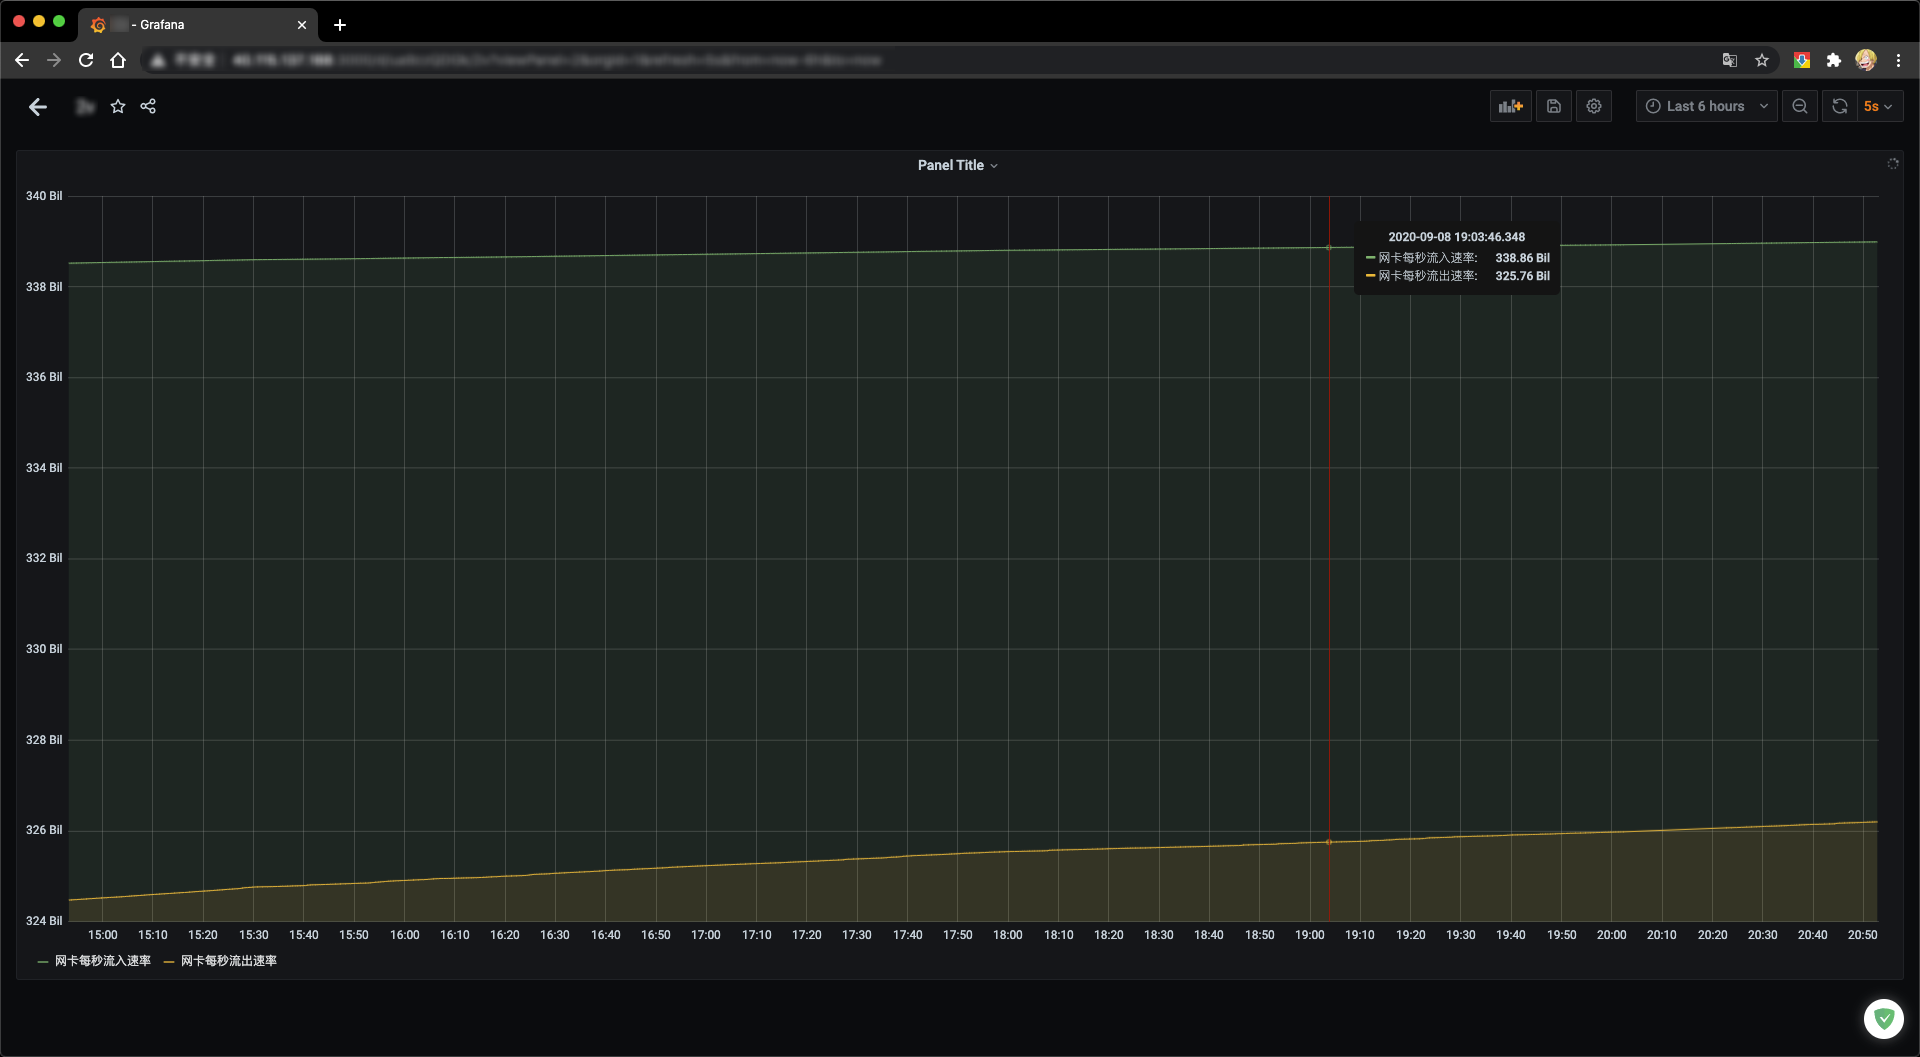 - Grafana
Last 6 hours
5s
Panel Title
340 Bil
338 Bil
336 Bil
334 Bil
332 Bil
330 Bil
328 Bil
326 Bil
324 Bil
2020-09-08 19:03:46.348
网卡每秒流入速率: 338.86 Bil
网卡每秒流出速率: 325.76 Bil
15:00 15:10 15:20 15:30 15:40 15:50 16:00 16:10 16:20 16:30 16:40 16:50 17:00 17:10 17:20 17:30 17:40 17:50 18:00 18:10 18:20 18:30 18:40 18:50 19:00 19:10 19:20 19:30 19:40 19:50 20:00 20:10 20:20 20:30 20:40 20:50
网卡每秒流入速率 网卡每秒流出速率